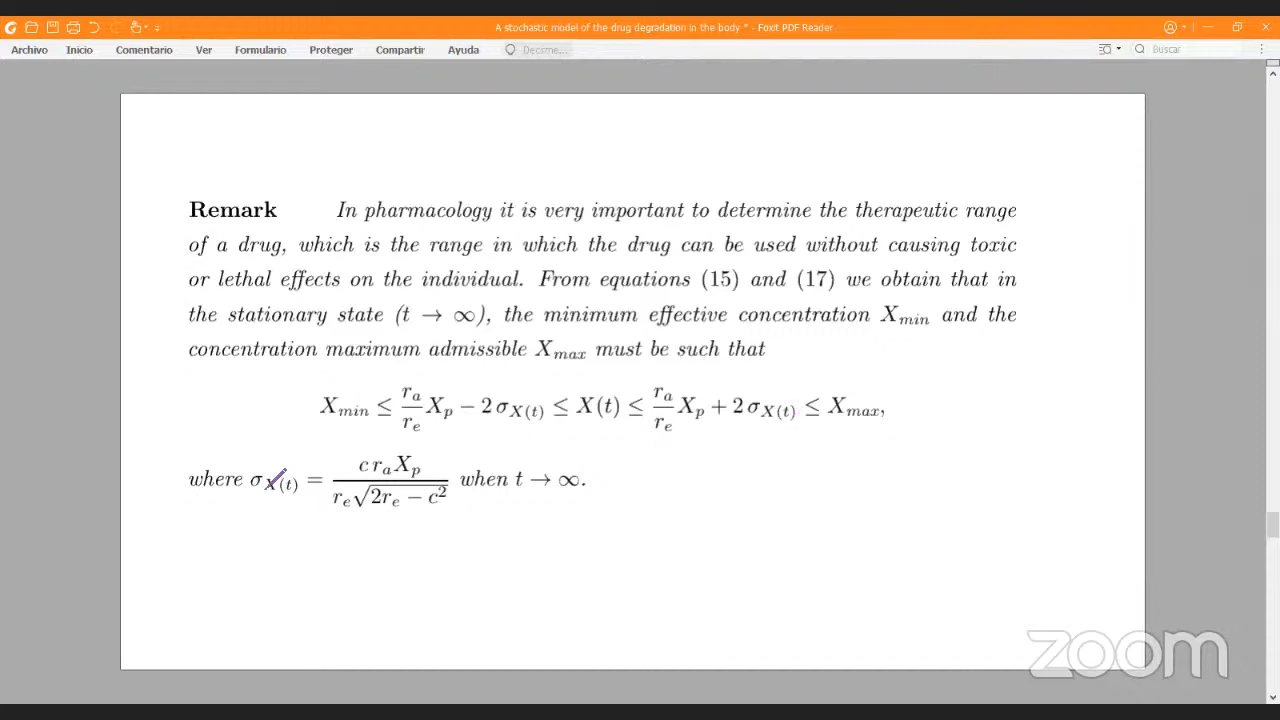 A stochastic model of the drug degradation in the body * - Foxit PDF Reader
Archivo Inicio Comentario Ver Formulario Proteger Compartir Ayuda Decirme... Buscar
Remark In pharmacology it is very important to determine the therapeutic range
of a drug, which is the range in which the drug can be used without causing toxic
or lethal effects on the individual. From equations (15) and (17) we obtain that in
the stationary state (t → ∞), the minimum effective concentration X_min and the
concentration maximum admissible X_max must be such that
X_min ≤ r_a/r_e X_p − 2 σ_X(t) ≤ X(t) ≤ r_a/r_e X_p + 2 σ_X(t) ≤ X_max,
where σ_X(t) = c r_a X_p / r_e √(2r_e − c²) when t → ∞.
zoom